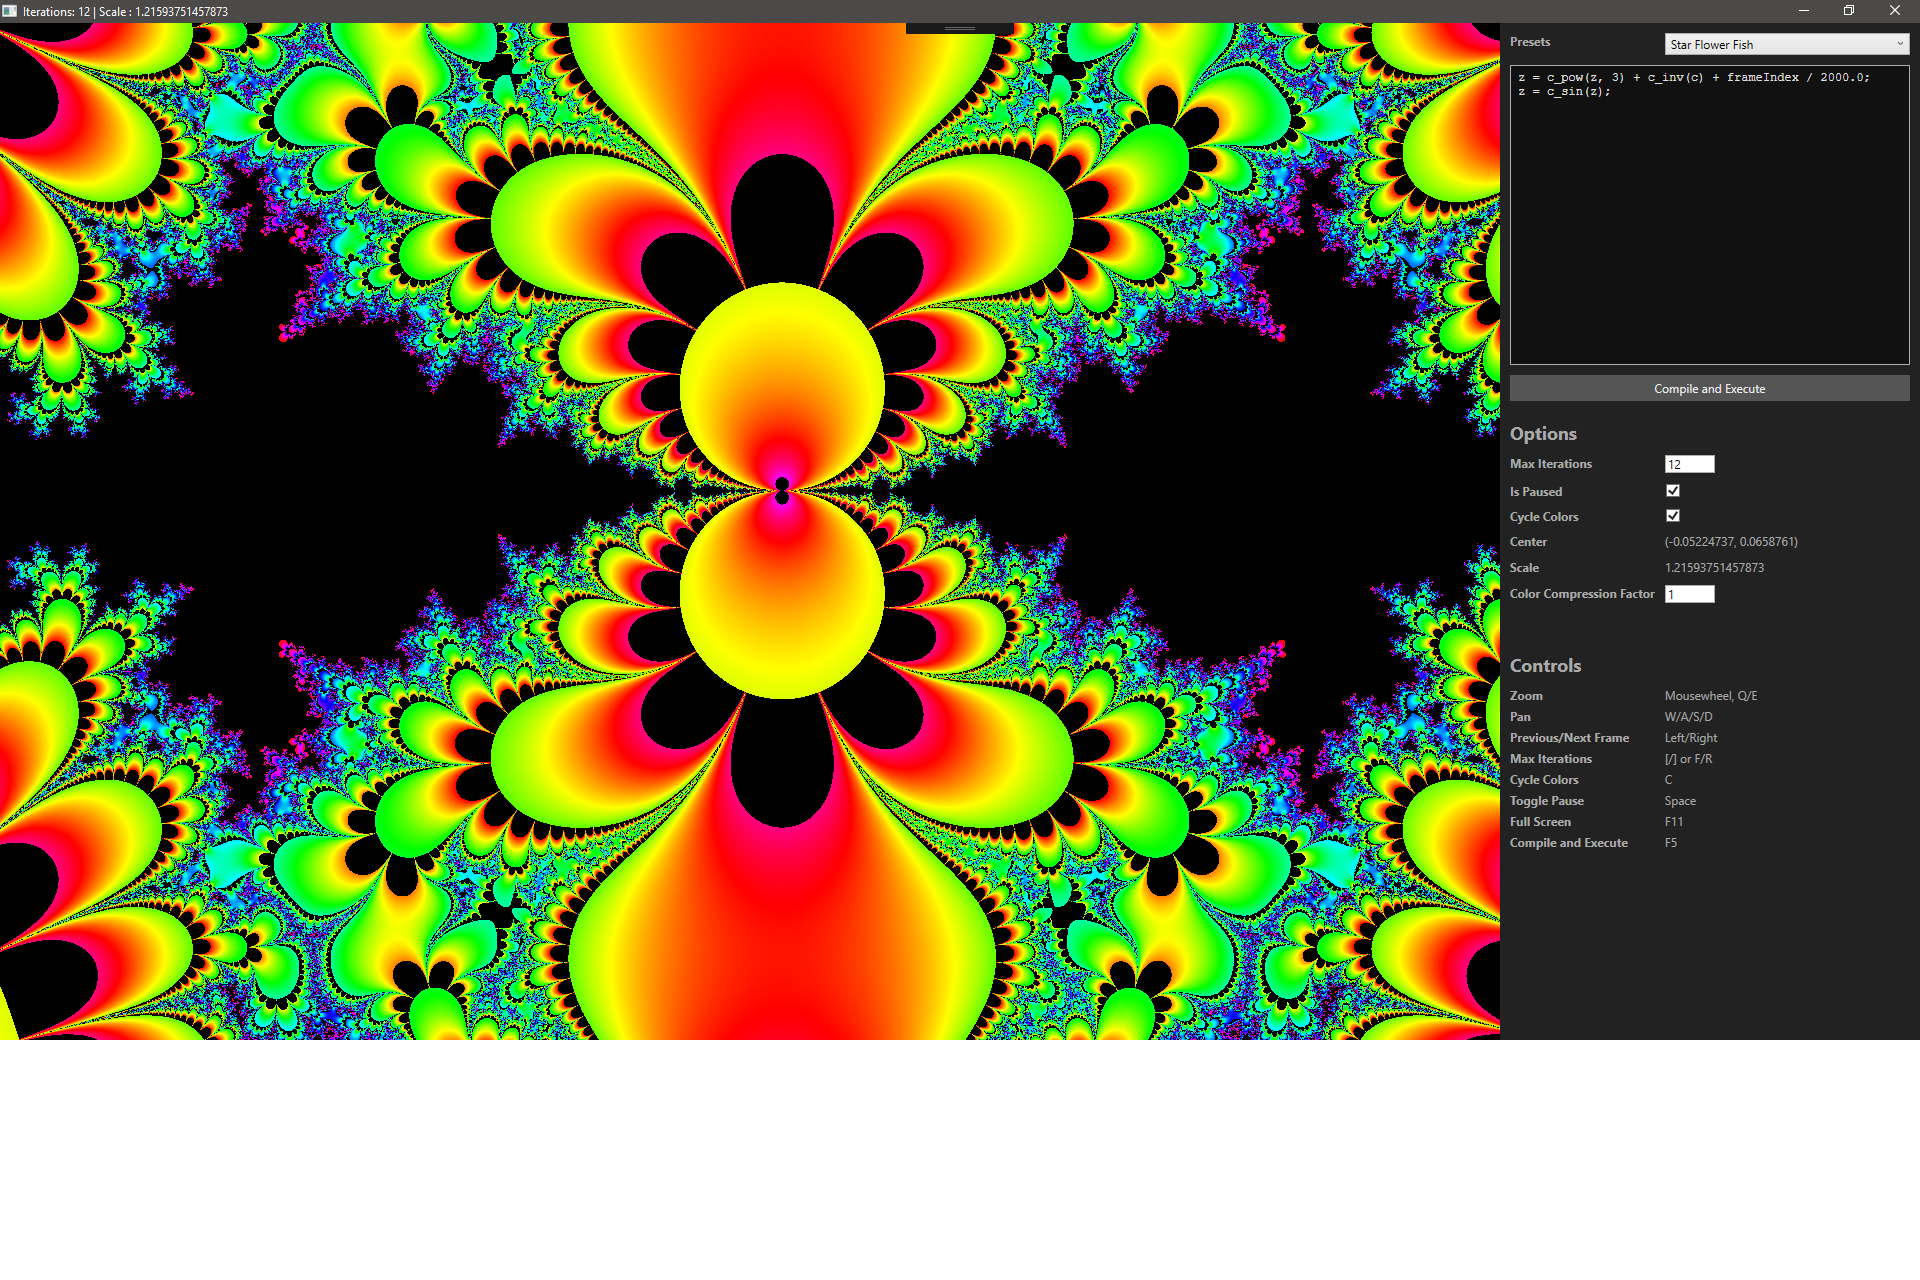 Iterations: 12 | Scale : 1.21593751457873
Presets
Star Flower Fish
z = c_pow(z, 3) + c_inv(c) + frameIndex / 2000.0;
z = c_sin(z);
Compile and Execute
Options
Max Iterations 12
Is Paused
Cycle Colors
Center (-0.05224737, 0.0658761)
Scale 1.21593751457873
Color Compression Factor 1
Controls
Zoom Mousewheel, Q/E
Pan W/A/S/D
Previous/Next Frame Left/Right
Max Iterations [/] or F/R
Cycle Colors C
Toggle Pause Space
Full Screen F11
Compile and Execute F5